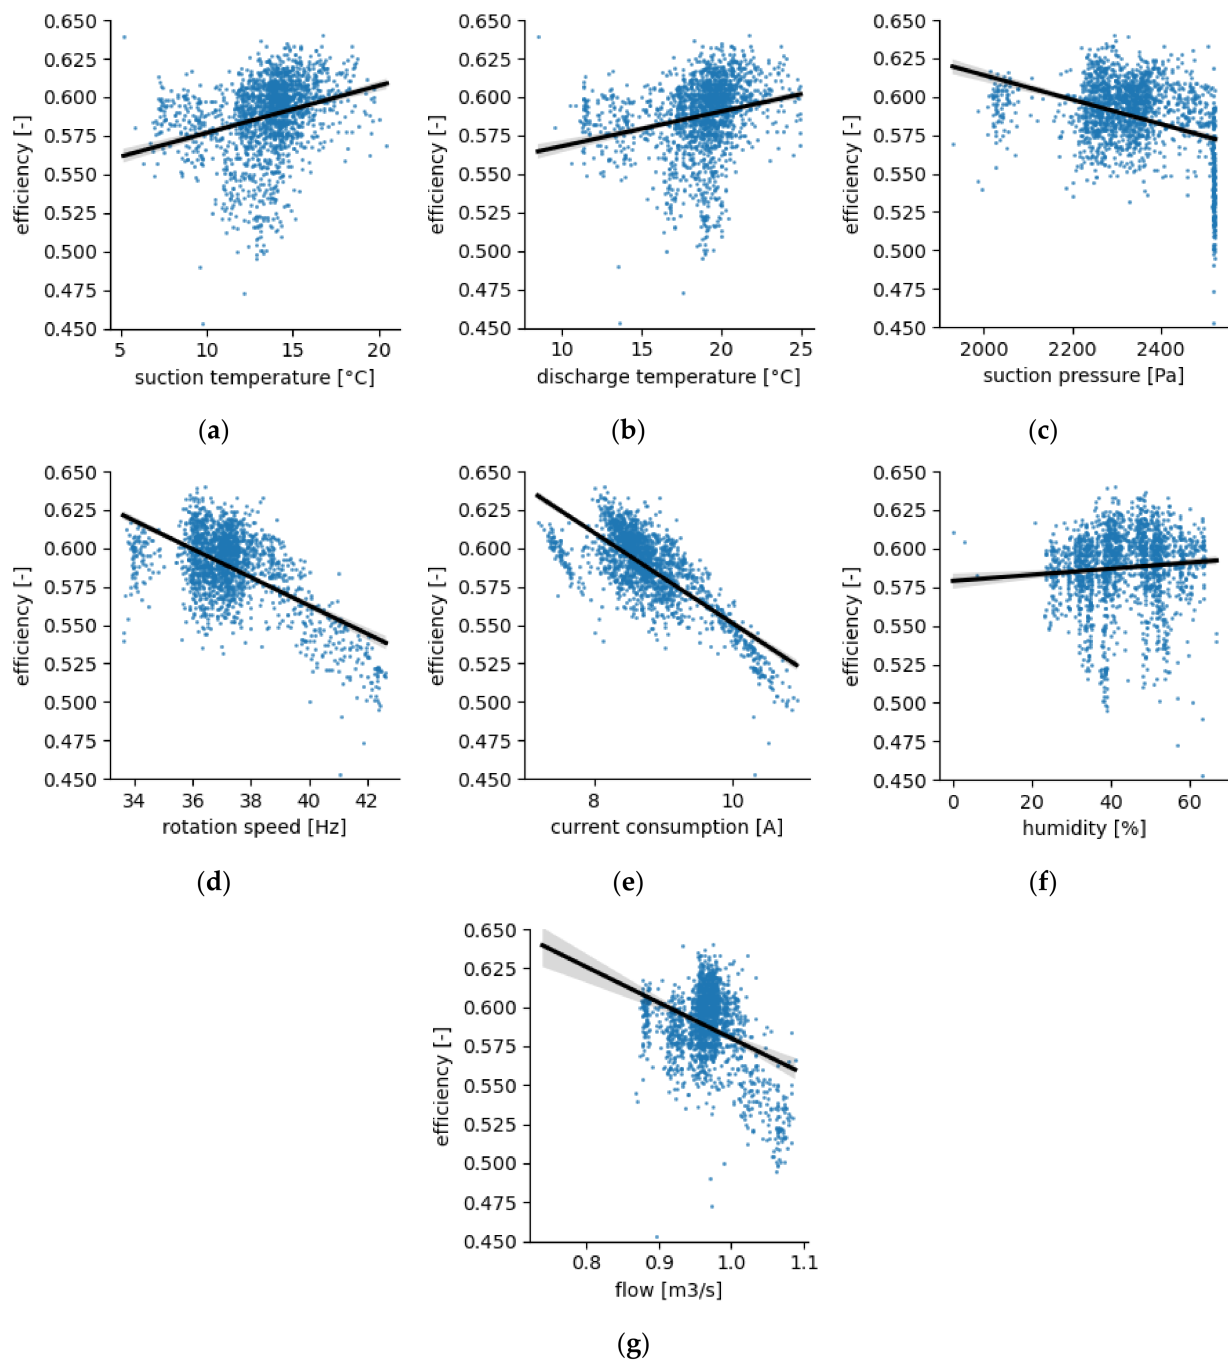 0.650 0.625 0.600 0.575 0.550 0.525 0.500 0.475 0.450
efficiency [-]
5 10 15 20
suction temperature [°C]
(a)
0.650 0.625 0.600 0.575 0.550 0.525 0.500 0.475 0.450
efficiency [-]
10 15 20 25
discharge temperature [°C]
(b)
0.650 0.625 0.600 0.575 0.550 0.525 0.500 0.475 0.450
efficiency [-]
2000 2200 2400
suction pressure [Pa]
(c)
0.650 0.625 0.600 0.575 0.550 0.525 0.500 0.475 0.450
efficiency [-]
34 36 38 40 42
rotation speed [Hz]
(d)
0.650 0.625 0.600 0.575 0.550 0.525 0.500 0.475 0.450
efficiency [-]
8 10
current consumption [A]
(e)
0.650 0.625 0.600 0.575 0.550 0.525 0.500 0.475 0.450
efficiency [-]
0 20 40 60
humidity [%]
(f)
0.650 0.625 0.600 0.575 0.550 0.525 0.500 0.475 0.450
efficiency [-]
0.8 0.9 1.0 1.1
flow [m3/s]
(g)